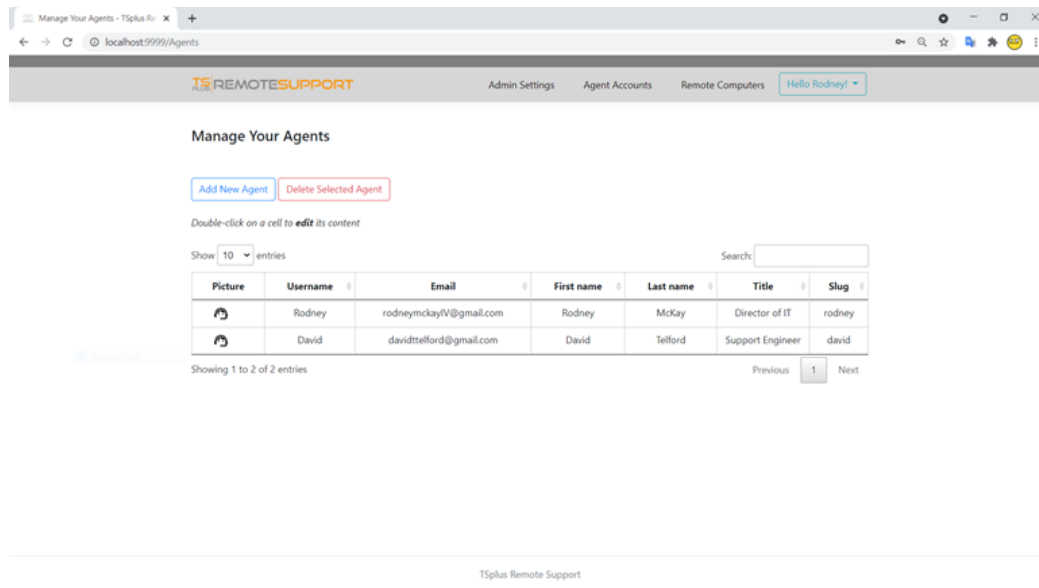 Manage Your Agents - TSplus Re
localhost:9999/Agents
TS REMOTESUPPORT Admin Settings Agent Accounts Remote Computers Hello Rodney!
Manage Your Agents
Add New Agent Delete Selected Agent
Double-click on a cell to edit its content
Show 10 entries Search:
Picture Username Email First name Last name Title Slug
Rodney rodneymckayIV@gmail.com Rodney McKay Director of IT rodney
David davidttelford@gmail.com David Telford Support Engineer david
Showing 1 to 2 of 2 entries Previous 1 Next
TSplus Remote Support